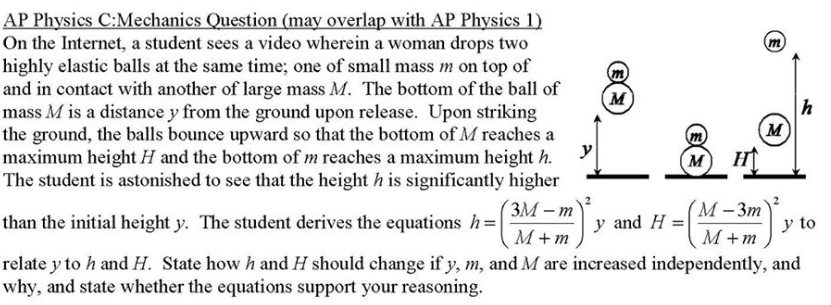 AP Physics C:Mechanics Question (may overlap with AP Physics 1)
On the Internet, a student sees a video wherein a woman drops two
highly elastic balls at the same time; one of small mass m on top of
and in contact with another of large mass M. The bottom of the ball of
mass M is a distance y from the ground upon release. Upon striking
the ground, the balls bounce upward so that the bottom of M reaches a
maximum height H and the bottom of m reaches a maximum height h.
The student is astonished to see that the height h is significantly higher
than the initial height y. The student derives the equations h = ((3M − m)/(M + m))² y and H = ((M − 3m)/(M + m))² y to
relate y to h and H. State how h and H should change if y, m, and M are increased independently, and
why, and state whether the equations support your reasoning.
m
M
y
m
M
H
m
M
h